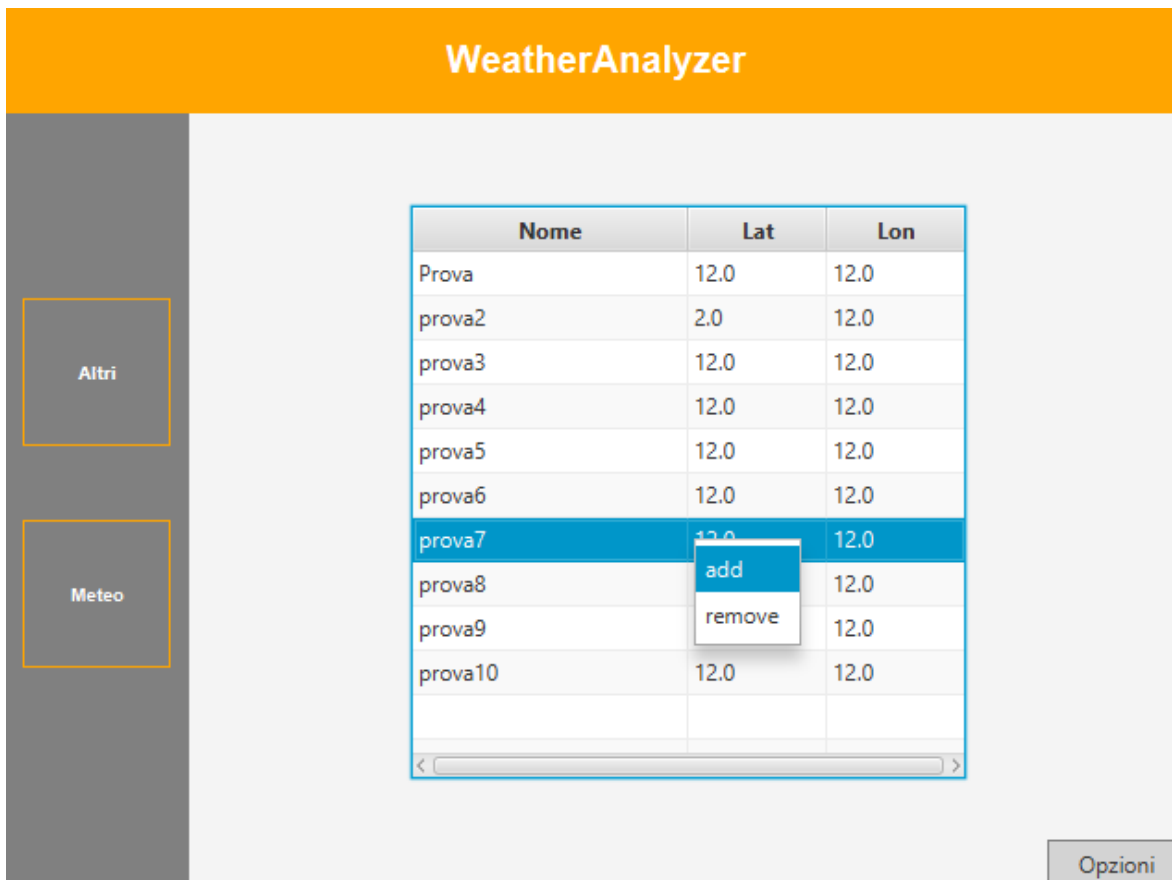 WeatherAnalyzer
Altri
Meteo
Nome Lat Lon
Prova 12.0 12.0
prova2 2.0 12.0
prova3 12.0 12.0
prova4 12.0 12.0
prova5 12.0 12.0
prova6 12.0 12.0
prova7 12.0 12.0
add
prova8 12.0
remove
prova9 12.0
prova10 12.0 12.0
Opzioni